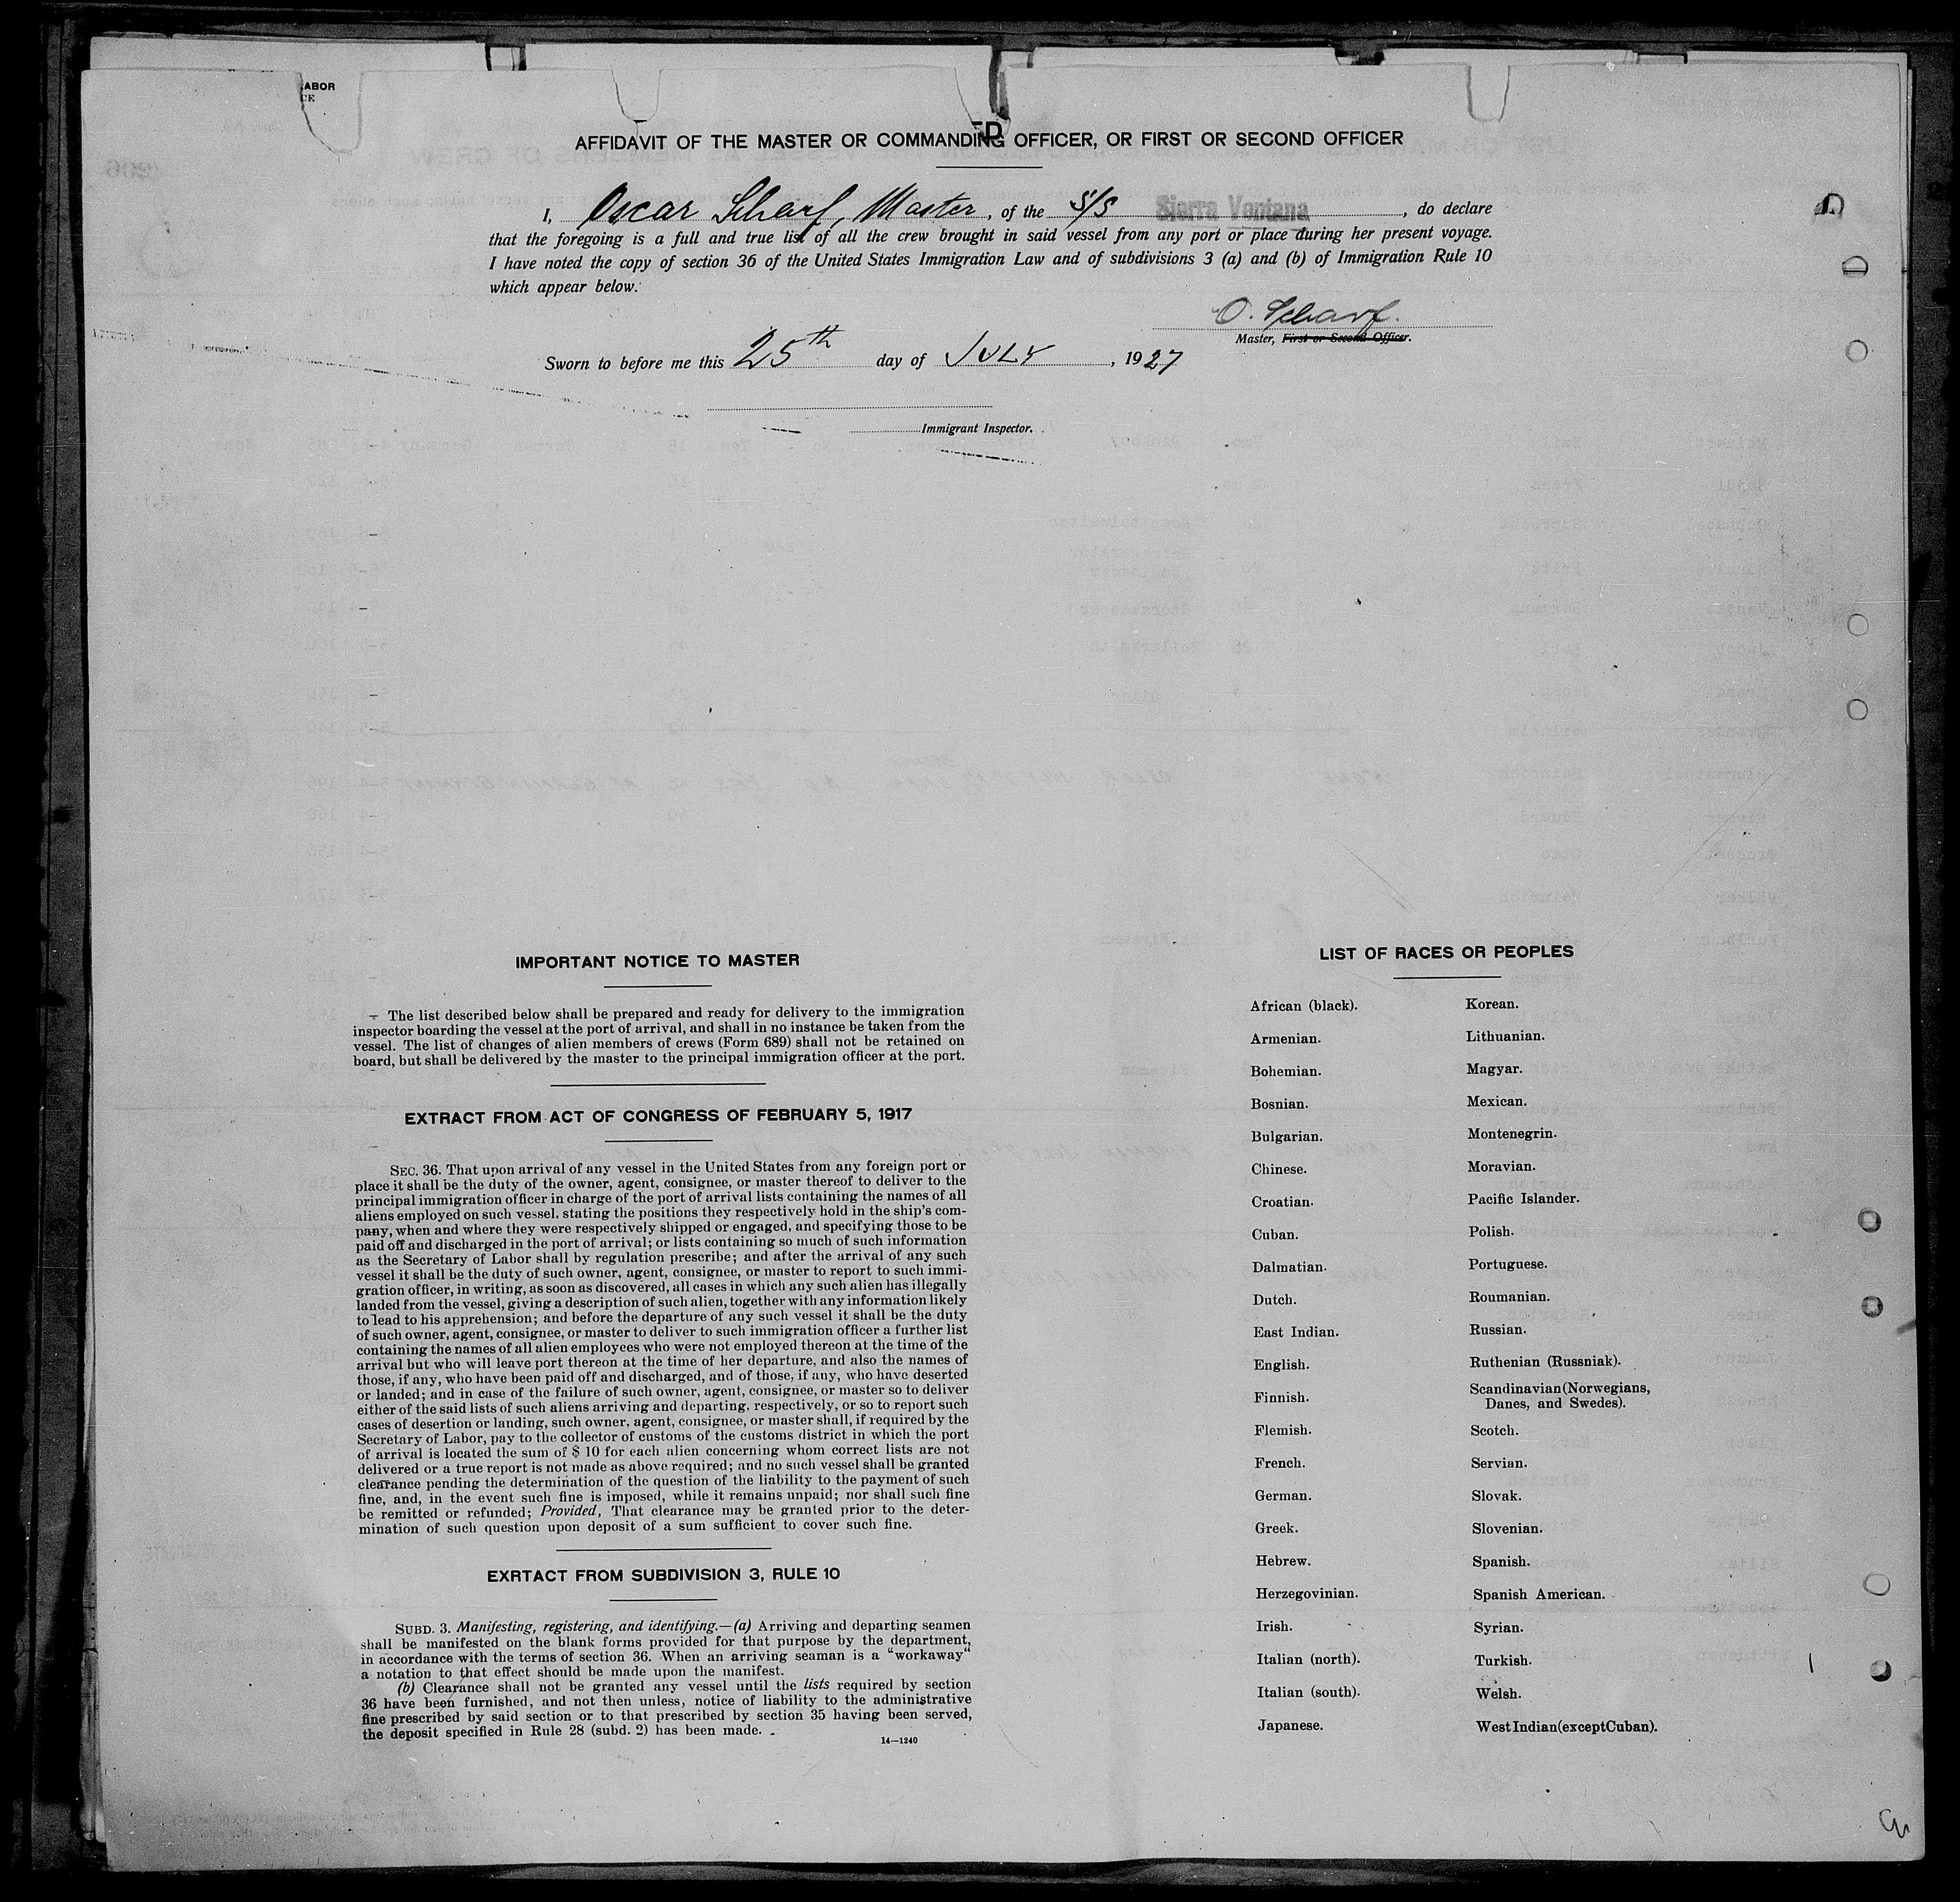 ABOR
CE
AFFIDAVIT OF THE MASTER OR COMMANDING OFFICER, OR FIRST OR SECOND OFFICER
I, Oscar Scharf, Master, of the S/S Sierra Ventana, do declare
that the foregoing is a full and true list of all the crew brought in said vessel from any port or place during her present voyage.
I have noted the copy of section 36 of the United States Immigration Law and of subdivisions 3 (a) and (b) of Immigration Rule 10
which appear below.
O. Scharf.
Master, First or Second Officer.
Sworn to before me this 25th day of JULY, 1927
Immigrant Inspector.
IMPORTANT NOTICE TO MASTER
The list described below shall be prepared and ready for delivery to the immigration
inspector boarding the vessel at the port of arrival, and shall in no instance be taken from the
vessel. The list of changes of alien members of crews (Form 689) shall not be retained on
board, but shall be delivered by the master to the principal immigration officer at the port.
EXTRACT FROM ACT OF CONGRESS OF FEBRUARY 5, 1917
SEC. 36. That upon arrival of any vessel in the United States from any foreign port or
place it shall be the duty of the owner, agent, consignee, or master thereof to deliver to the
principal immigration officer in charge of the port of arrival lists containing the names of all
aliens employed on such vessel, stating the positions they respectively hold in the ship's com-
pany, when and where they were respectively shipped or engaged, and specifying those to be
paid off and discharged in the port of arrival; or lists containing so much of such information
as the Secretary of Labor shall by regulation prescribe; and after the arrival of any such
vessel it shall be the duty of such owner, agent, consignee, or master to report to such immi-
gration officer, in writing, as soon as discovered, all cases in which any such alien has illegally
landed from the vessel, giving a description of such alien, together with any information likely
to lead to his apprehension; and before the departure of any such vessel it shall be the duty
of such owner, agent, consignee, or master to deliver to such immigration officer a further list
containing the names of all alien employees who were not employed thereon at the time of the
arrival but who will leave port thereon at the time of her departure, and also the names of
those, if any, who have been paid off and discharged, and of those, if any, who have deserted
or landed; and in case of the failure of such owner, agent, consignee, or master so to deliver
either of the said lists of such aliens arriving and departing, respectively, or so to report such
cases of desertion or landing, such owner, agent, consignee, or master shall, if required by the
Secretary of Labor, pay to the collector of customs of the customs district in which the port
of arrival is located the sum of $ 10 for each alien concerning whom correct lists are not
delivered or a true report is not made as above required; and no such vessel shall be granted
clearance pending the determination of the question of the liability to the payment of such
fine, and, in the event such fine is imposed, while it remains unpaid; nor shall such fine
be remitted or refunded; Provided, That clearance may be granted prior to the deter-
mination of such question upon deposit of a sum sufficient to cover such fine.
EXRTACT FROM SUBDIVISION 3, RULE 10
SUBD. 3. Manifesting, registering, and identifying.—(a) Arriving and departing seamen
shall be manifested on the blank forms provided for that purpose by the department,
in accordance with the terms of section 36. When an arriving seaman is a “workaway“
a notation to that effect should be made upon the manifest.
(b) Clearance shall not be granted any vessel until the lists required by section
36 have been furnished, and not then unless, notice of liability to the administrative
fine prescribed by said section or to that prescribed by section 35 having been served,
the deposit specified in Rule 28 (subd. 2) has been made.
14—1240
LIST OF RACES OR PEOPLES
African (black).
Armenian.
Bohemian.
Bosnian.
Bulgarian.
Chinese.
Croatian.
Cuban.
Dalmatian.
Dutch.
East Indian.
English.
Finnish.
Flemish.
French.
German.
Greek.
Hebrew.
Herzegovinian.
Irish.
Italian (north).
Italian (south).
Japanese.
Korean.
Lithuanian.
Magyar.
Mexican.
Montenegrin.
Moravian.
Pacific Islander.
Polish.
Portuguese.
Roumanian.
Russian.
Ruthenian (Russniak).
Scandinavian(Norwegians,
Danes, and Swedes).
Scotch.
Servian.
Slovak.
Slovenian.
Spanish.
Spanish American.
Syrian.
Turkish.
Welsh.
West Indian(except Cuban).